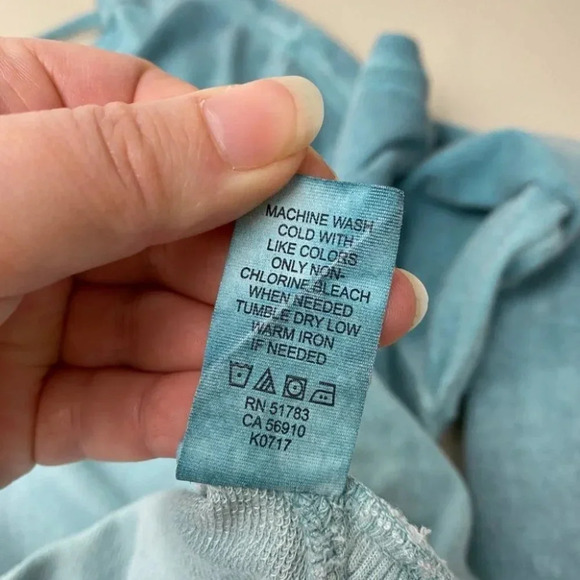 MACHINE WASH
COLD WITH
LIKE COLORS
ONLY NON-
CHLORINE BLEACH
WHEN NEEDED
TUMBLE DRY LOW
WARM IRON
IF NEEDED
RN 51783
CA 56910
K0717